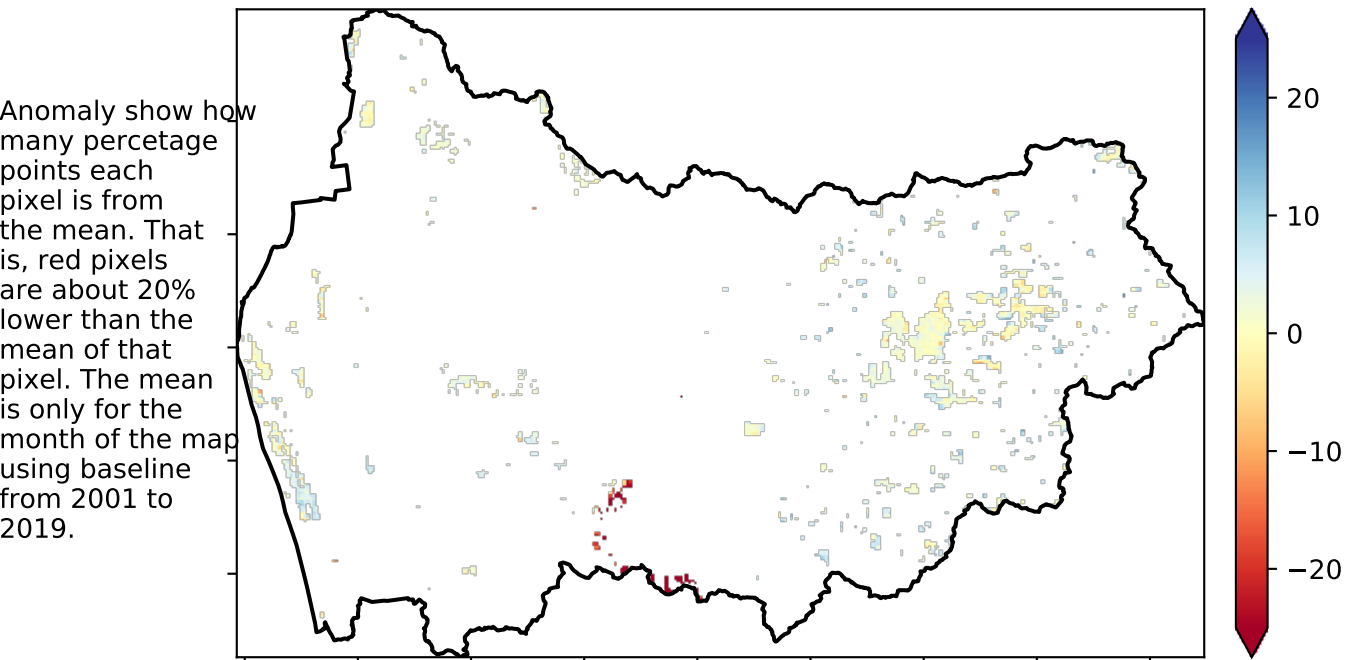 Anomaly show how
many percetage
points each
pixel is from
the mean. That
is, red pixels
are about 20%
lower than the
mean of that
pixel. The mean
is only for the
month of the map
using baseline
from 2001 to
2019.
20
10
0
−10
−20